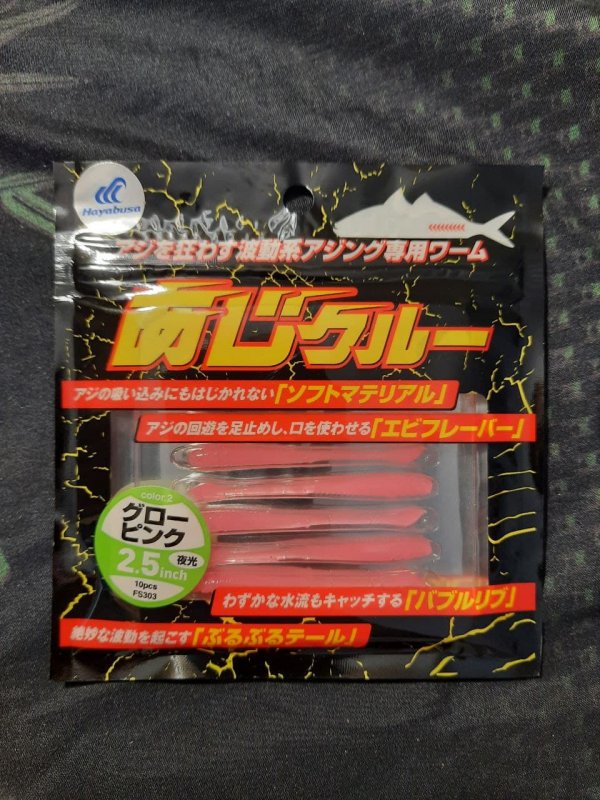 Hayabusa
アジを狂わす波動系アジング専用ワーム
あじクルー
アジの吸い込みにもはじかれない「ソフトマテリアル」
アジの回遊を足止めし、口を使わせる「エビフレーバー」
color.2
グロー
ピンク
2.5inch
夜光
10pcs
FS303
わずかな水流もキャッチする「バブルリブ」
絶妙な波動を起こす「ぷるぷるテール!」